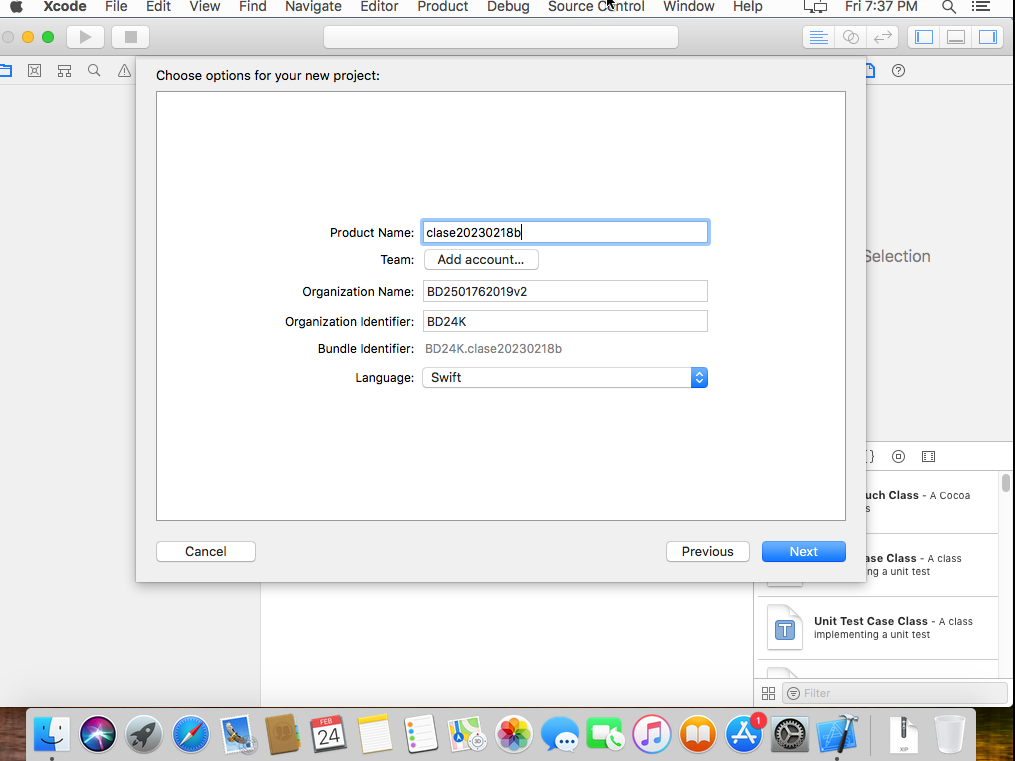 Xcode File Edit View Find Navigate Editor Product Debug Source Control Window Help Fri 7:37 PM
Choose options for your new project:
Product Name: clase20230218b
Selection
Team: Add account...
Organization Name: BD2501762019v2
Organization Identifier: BD24K
Bundle Identifier: BD24K.clase20230218b
Language: Swift
uch Class - A Cocoa
s
Cancel Previous Next
ase Class - A class
ng a unit test
Unit Test Case Class - A class
implementing a unit test
Filter
FEB
24
1
XIP